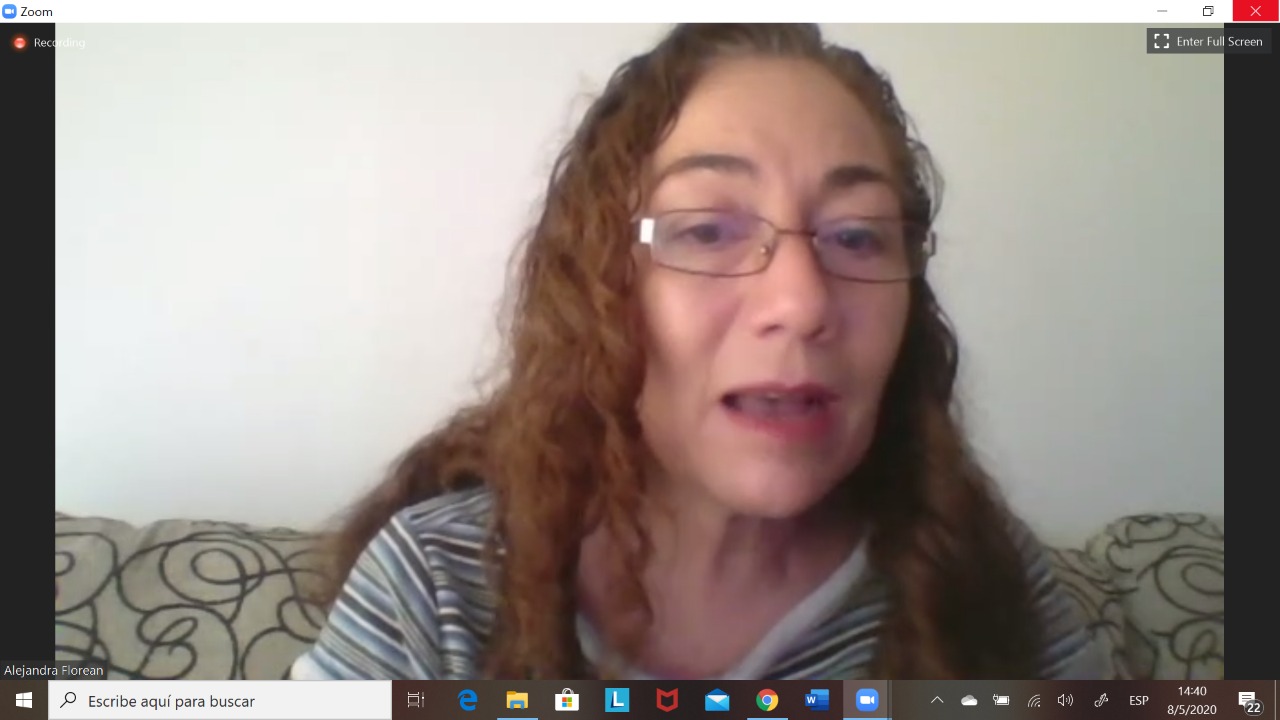 Zoom
Recording
Enter Full Screen
Alejandra Florean
Escribe aquí para buscar
L
W
ESP
14:40
8/5/2020
22